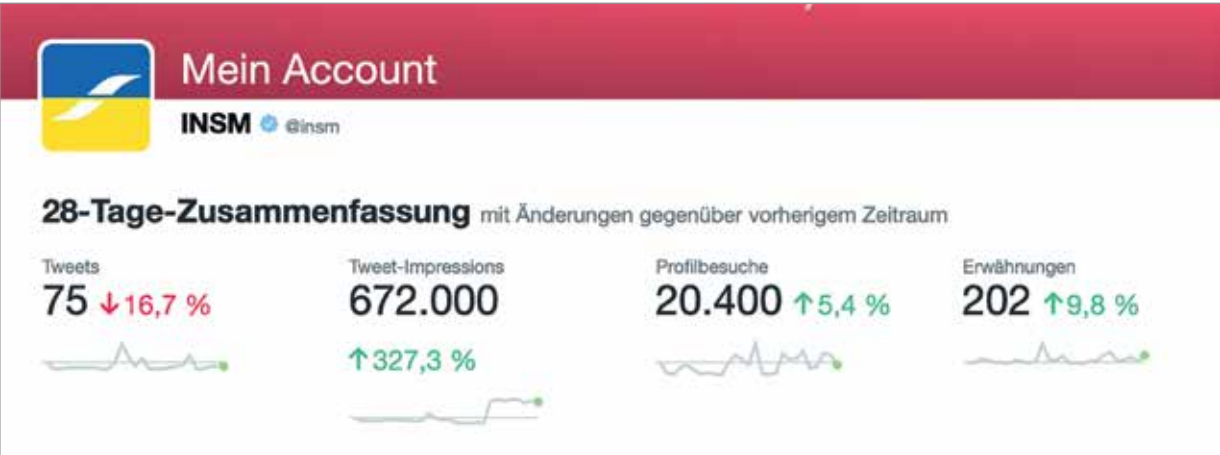 Mein Account
INSM @insm
28-Tage-Zusammenfassung mit Änderungen gegenüber vorherigem Zeitraum
Tweets
75 ↓16,7 %
Tweet-Impressions
672.000
↑327,3 %
Profilbesuche
20.400 ↑5,4 %
Erwähnungen
202 ↑9,8 %